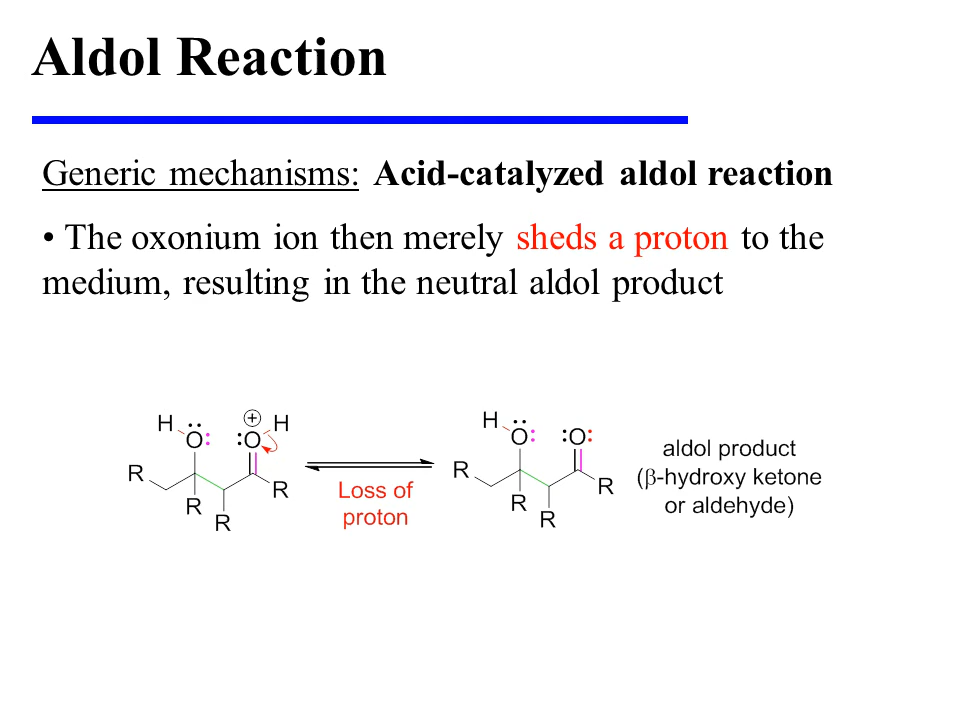 Aldol Reaction
Generic mechanisms: Acid-catalyzed aldol reaction
• The oxonium ion then merely sheds a proton to the
medium, resulting in the neutral aldol product
H + H
O O
R
R
R
R
Loss of
proton
H
O O
R
R
R
R
aldol product
(β-hydroxy ketone
or aldehyde)